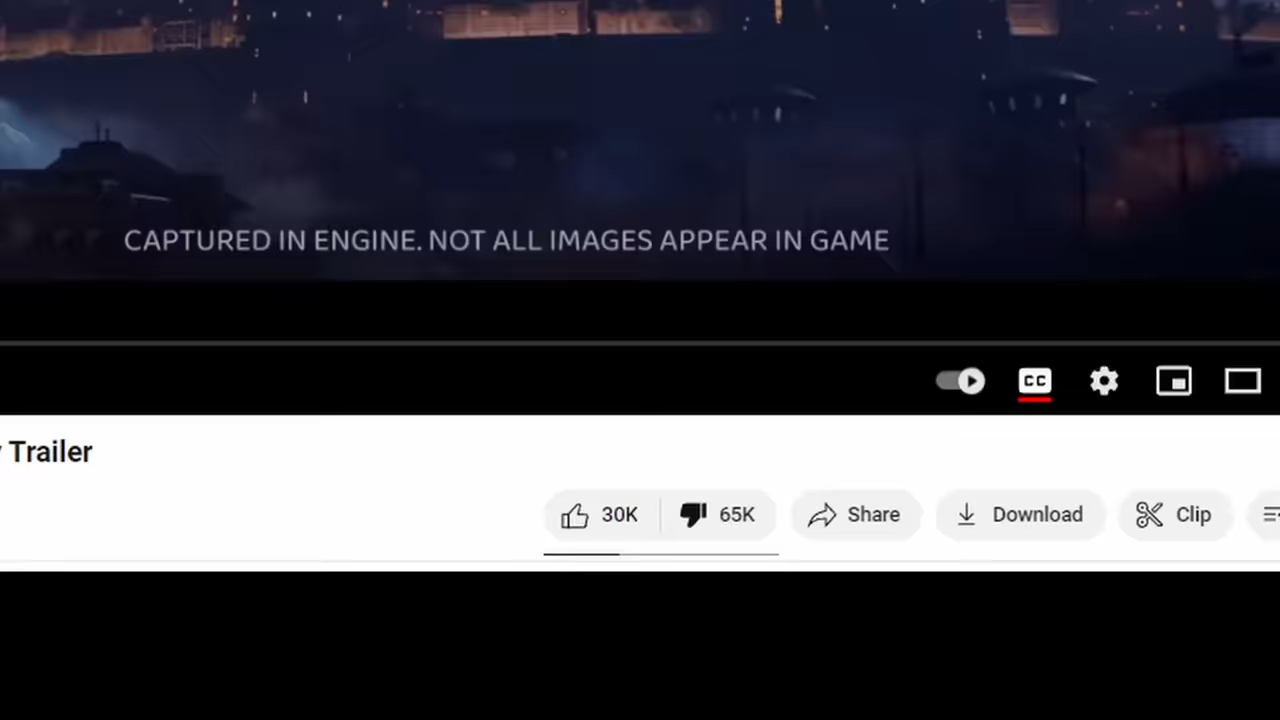 CAPTURED IN ENGINE. NOT ALL IMAGES APPEAR IN GAME
CC
Trailer
30K 65K Share Download Clip